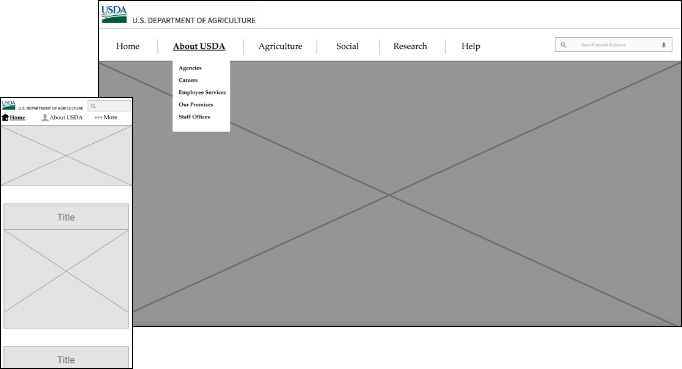 USDA
U.S. DEPARTMENT OF AGRICULTURE
Home
About USDA
Agriculture
Social
Research
Help
Search people & places
Agencies
Careers
Employee Services
Our Promises
Staff Offices
USDA
U.S. DEPARTMENT OF AGRICULTURE
Home
About USDA
More
Title
Title